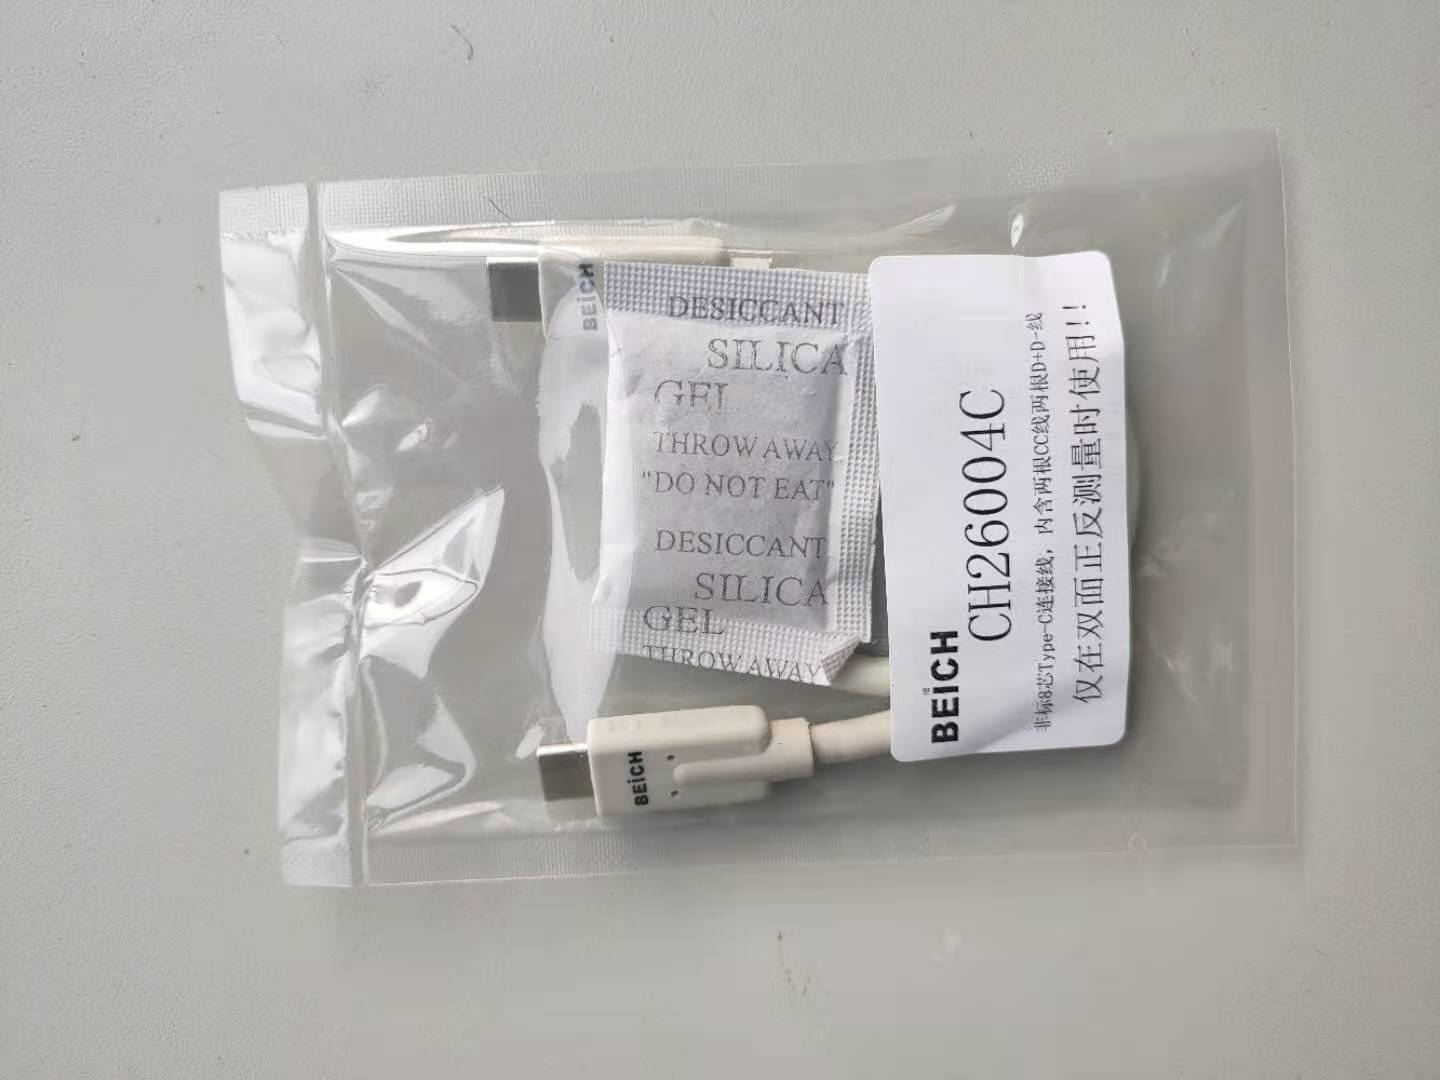 BEiCH
DESICCANT
SILICA
GEL
THROW AWAY
"DO NOT EAT"
DESICCANT
SILICA
GEL
THROW AWAY
BEiCH
BEiCH
CH26004C
非标8芯Type-C连接线，内含两根CC线两根D+D-线
仅在双面正反测量时使用!!